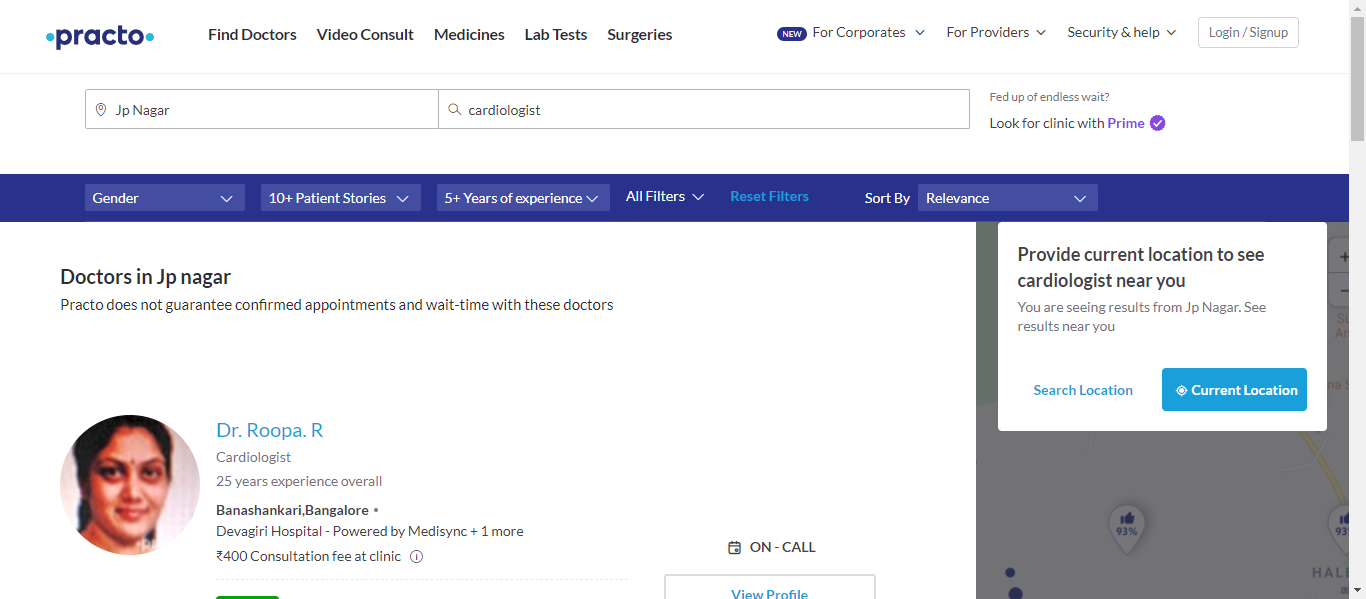 practo
Find Doctors
Video Consult
Medicines
Lab Tests
Surgeries
NEW
For Corporates
For Providers
Security & help
Login / Signup
Jp Nagar
cardiologist
Fed up of endless wait?
Look for clinic with Prime
Gender
10+ Patient Stories
5+ Years of experience
All Filters
Reset Filters
Sort By
Relevance
Doctors in Jp nagar
Practo does not guarantee confirmed appointments and wait-time with these doctors
Provide current location to see
cardiologist near you
You are seeing results from Jp Nagar. See
results near you
Search Location
Current Location
Dr. Roopa. R
Cardiologist
25 years experience overall
Banashankari,Bangalore
Devagiri Hospital - Powered by Medisync + 1 more
₹400 Consultation fee at clinic
ON - CALL
View Profile
93%
93
HALE